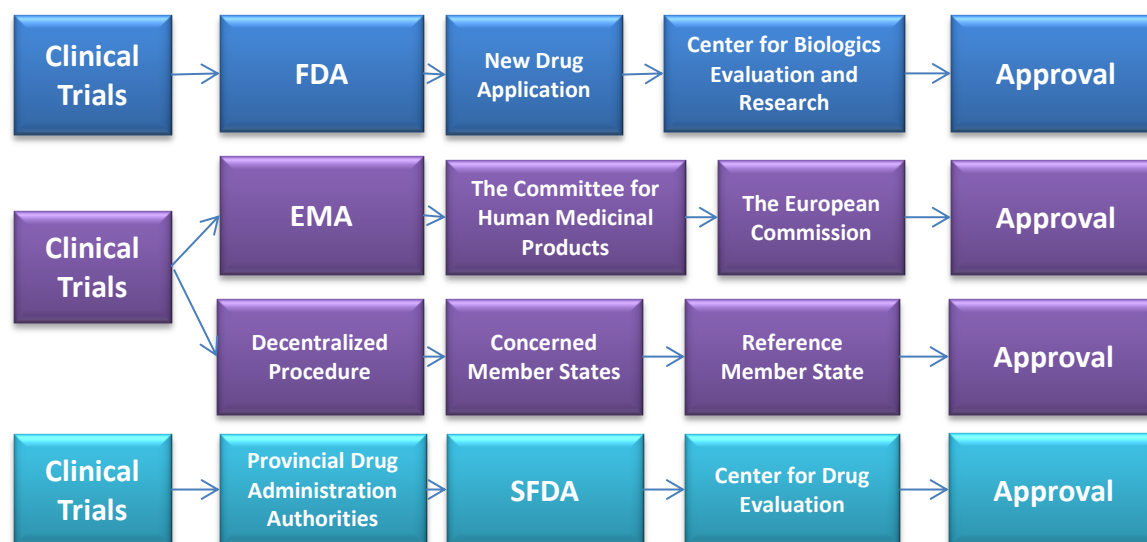 Clinical
Trials
FDA
New Drug
Application
Center for Biologics
Evaluation and
Research
Approval
Clinical
Trials
EMA
The Committee for
Human Medicinal
Products
The European
Commission
Approval
Decentralized
Procedure
Concerned
Member States
Reference
Member State
Approval
Clinical
Trials
Provincial Drug
Administration
Authorities
SFDA
Center for Drug
Evaluation
Approval